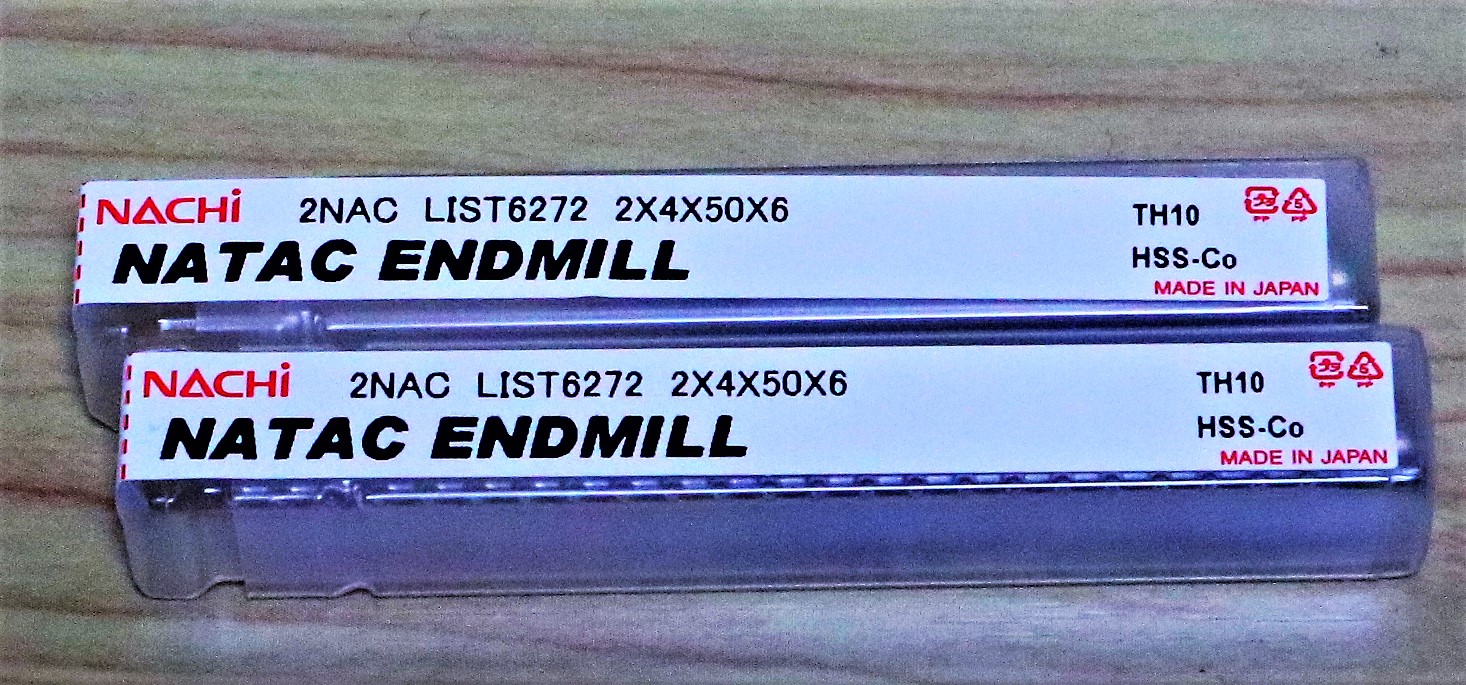 NACHi 2NAC LIST6272 2X4X50X6 TH10
NATAC ENDMILL HSS-Co
MADE IN JAPAN
NACHi 2NAC LIST6272 2X4X50X6 TH10
NATAC ENDMILL HSS-Co
MADE IN JAPAN